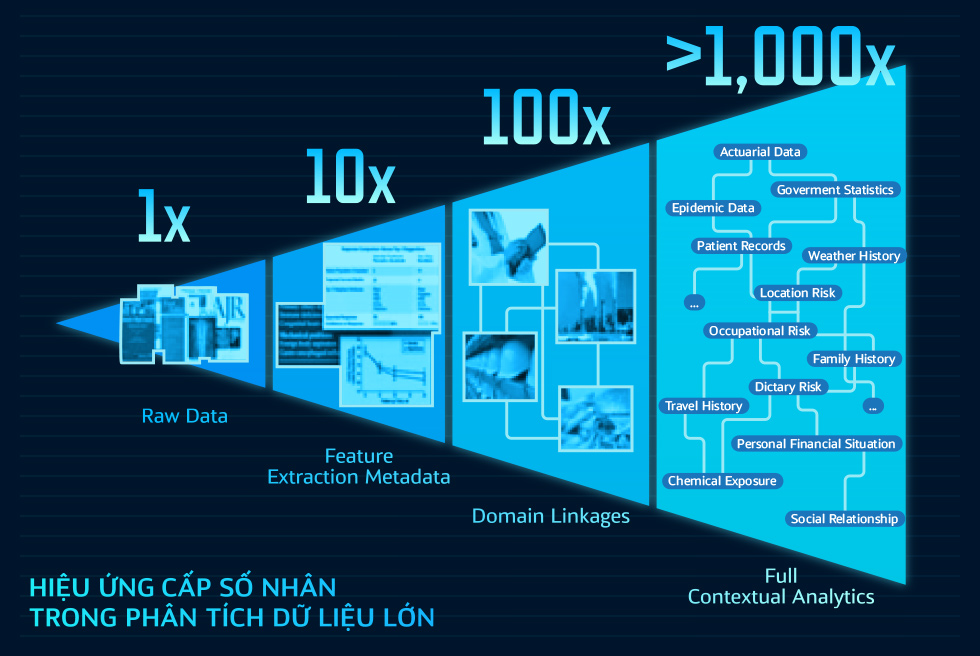 1x
10x
100x
>1,000x
AJR
Actuarial Data
Goverment Statistics
Epidemic Data
Patient Records
Weather History
...
Location Risk
Occupational Risk
Family History
Dictary Risk
Travel History
...
Personal Financial Situation
Chemical Exposure
Social Relationship
Raw Data
Feature
Extraction Metadata
Domain Linkages
Full
Contextual Analytics
HIỆU ỨNG CẤP SỐ NHÂN
TRONG PHÂN TÍCH DỮ LIỆU LỚN